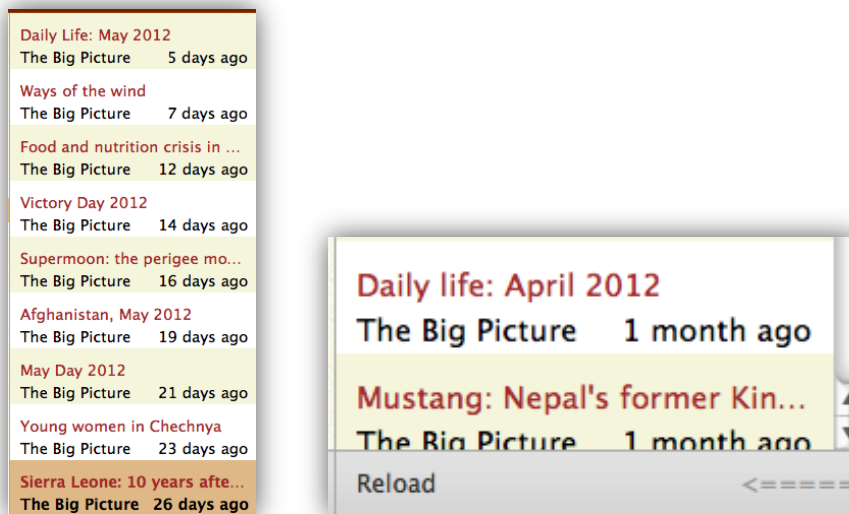 Daily Life: May 2012
The Big Picture 5 days ago
Ways of the wind
The Big Picture 7 days ago
Food and nutrition crisis in ...
The Big Picture 12 days ago
Victory Day 2012
The Big Picture 14 days ago
Supermoon: the perigee mo...
The Big Picture 16 days ago
Afghanistan, May 2012
The Big Picture 19 days ago
May Day 2012
The Big Picture 21 days ago
Young women in Chechnya
The Big Picture 23 days ago
Sierra Leone: 10 years afte...
The Big Picture 26 days ago
Daily life: April 2012
The Big Picture 1 month ago
Mustang: Nepal's former Kin...
The Big Picture 1 month ago
Reload <=====